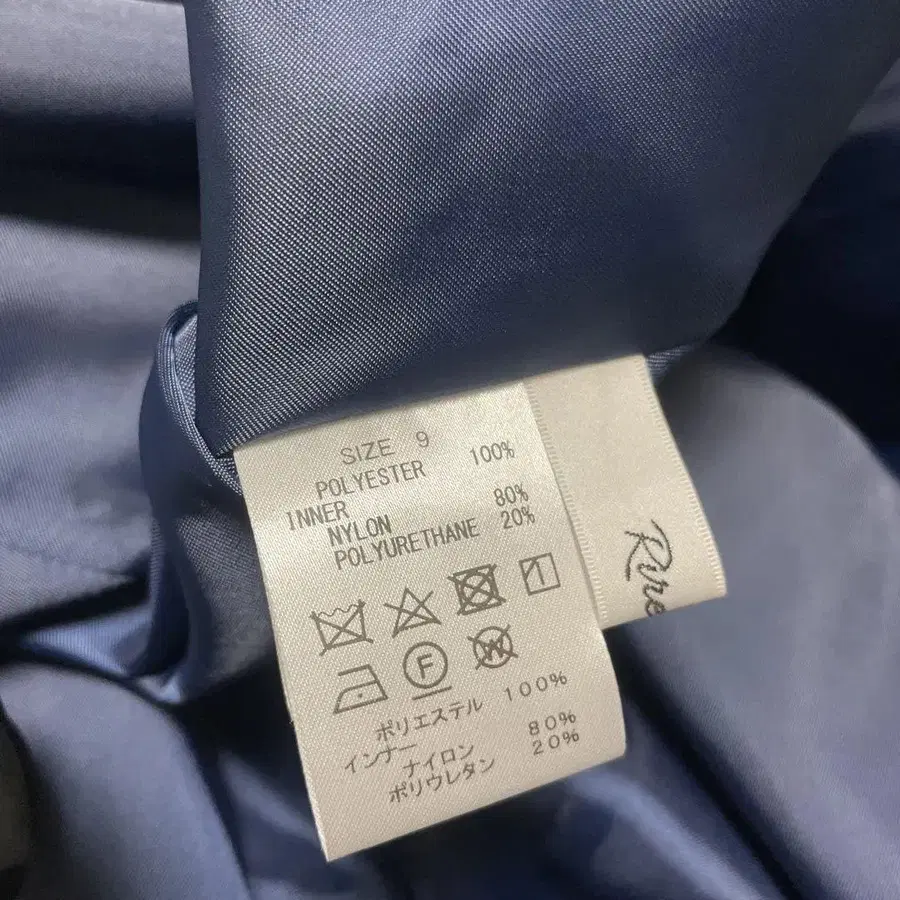 SIZE 9
POLYESTER 100%
INNER
NYLON 80%
POLYURETHANE 20%
F
W
ポリエステル 100%
インナー
ナイロン 80%
ポリウレタン 20%
Rire